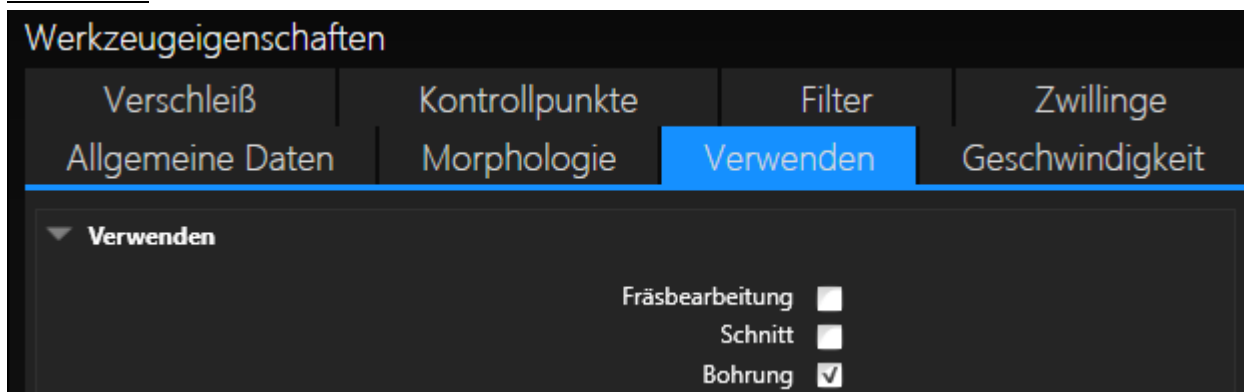 Werkzeugeigenschaften
Verschleiß Kontrollpunkte Filter Zwillinge
Allgemeine Daten Morphologie Verwenden Geschwindigkeit
Verwenden
Fräsbearbeitung
Schnitt
Bohrung